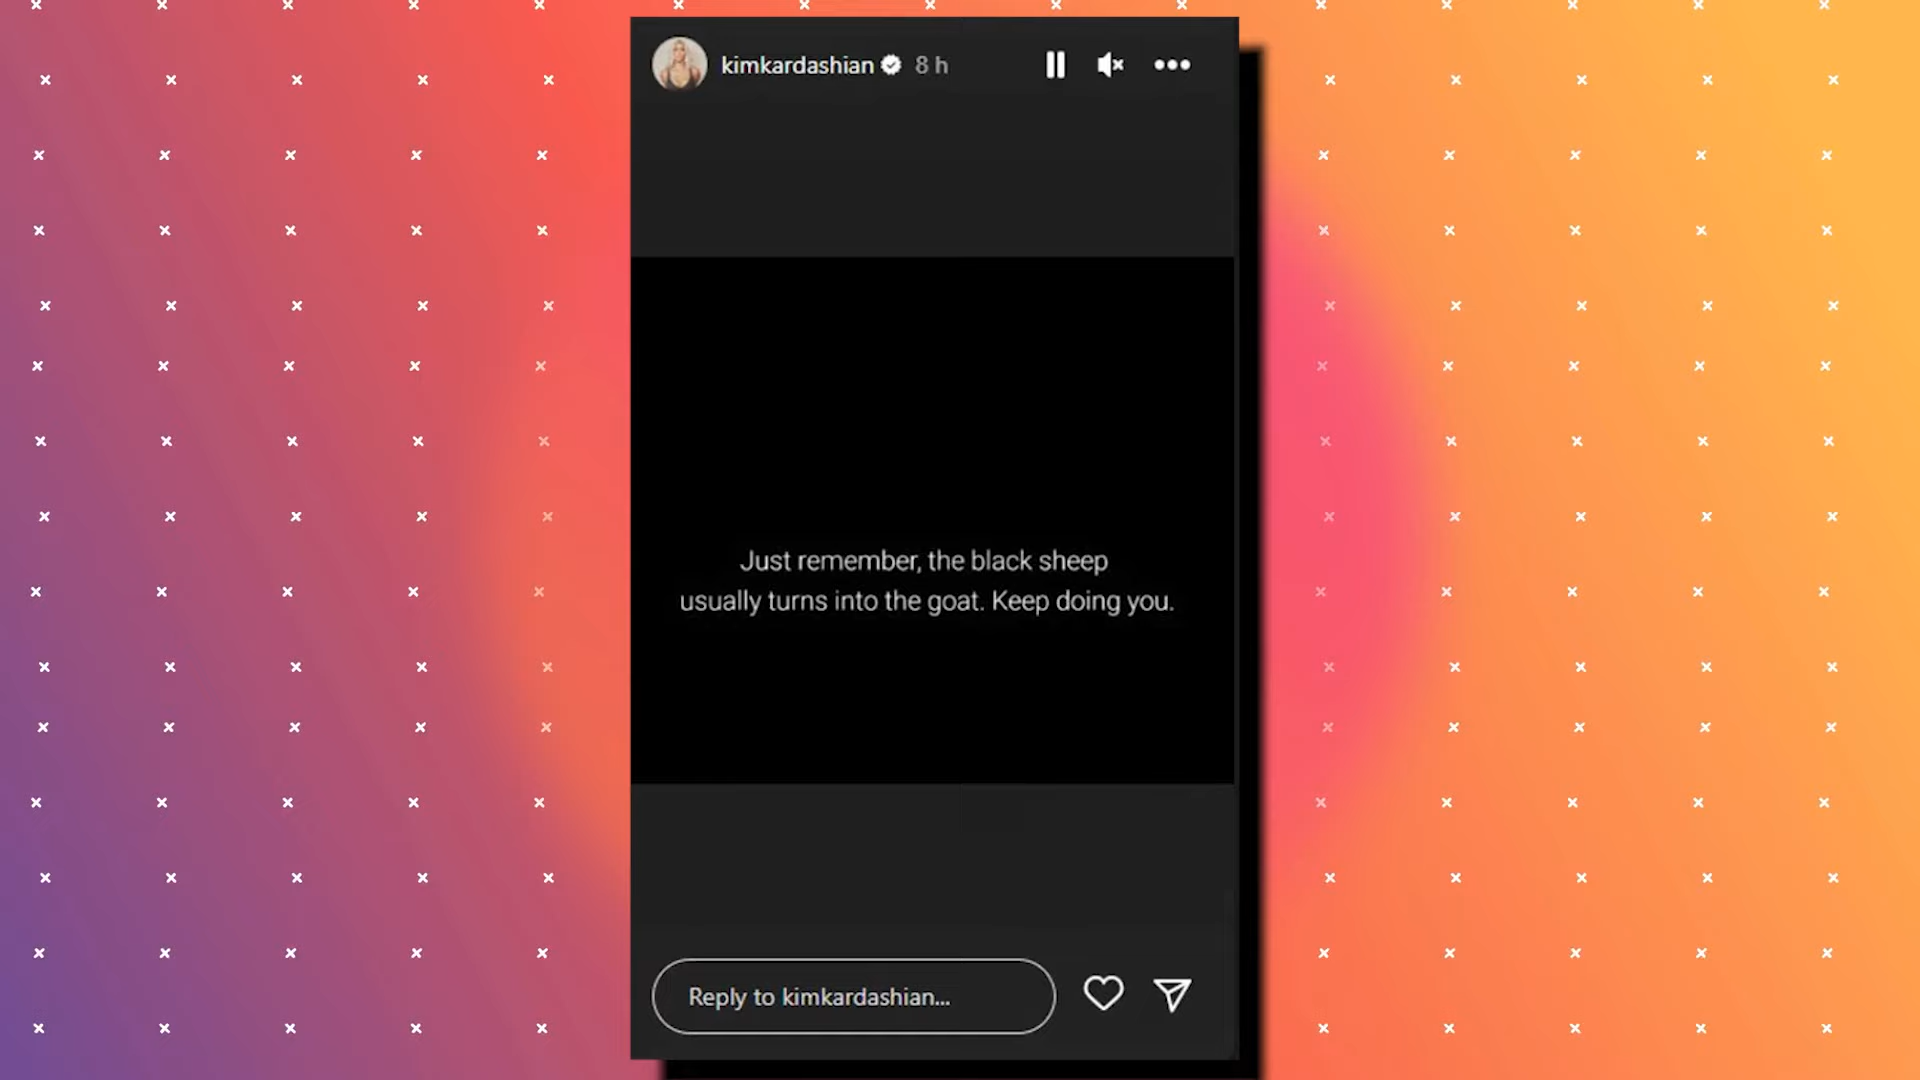 kimkardashian 8 h
Just remember, the black sheep
usually turns into the goat. Keep doing you.
Reply to kimkardashian...